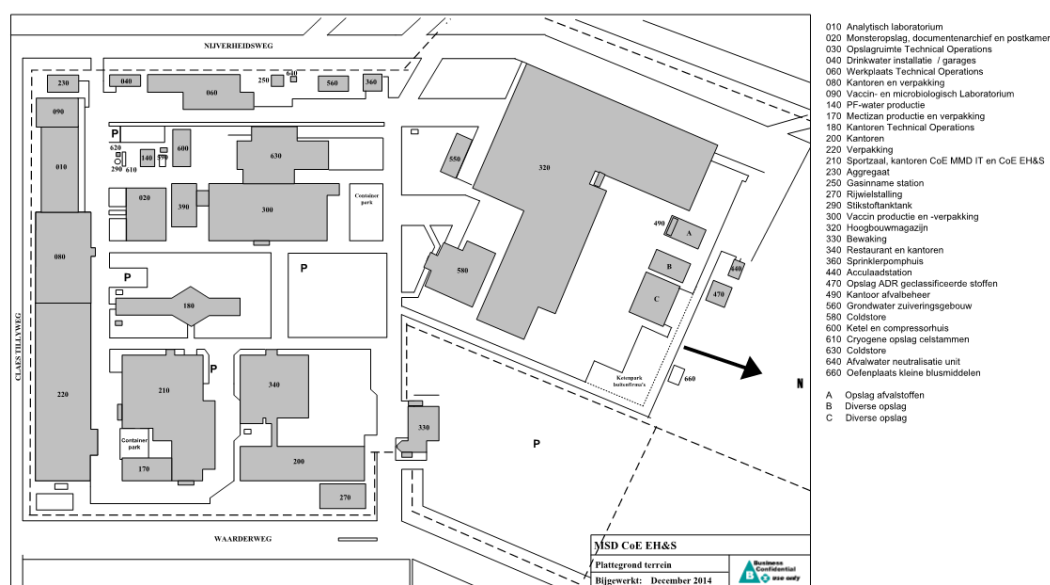 NIJVERHEIDSWEG
CLAES TILLYWEG
WAARDERWEG
230
040
060
250
640
560
360
090
010
P
620
290
610
140
590
600
630
020
390
300
Container
park
550
320
490
A
B
C
440
470
580
080
P
P
180
220
210
P
340
Container
park
170
200
270
330
P
Ketenpark
buitenfirma's
660
N
MSD CoE EH&S
Plattegrond terrein
Bijgewerkt: December 2014
Business
Confidential
B
use only
010 Analytisch laboratorium
020 Monsteropslag, documentenarchief en postkamer
030 Opslagruimte Technical Operations
040 Drinkwater installatie / garages
060 Werkplaats Technical Operations
080 Kantoren en verpakking
090 Vaccin- en microbiologisch Laboratorium
140 PF-water productie
170 Mectizan productie en verpakking
180 Kantoren Technical Operations
200 Kantoren
220 Verpakking
210 Sportzaal, kantoren CoE MMD IT en CoE EH&S
230 Aggregaat
250 Gasinname station
270 Rijwielstalling
290 Stikstoftanktank
300 Vaccin productie en -verpakking
320 Hoogbouwmagazijn
330 Bewaking
340 Restaurant en kantoren
360 Sprinklerpomphuis
440 Acculaadstation
470 Opslag ADR geclassificeerde stoffen
490 Kantoor afvalbeheer
560 Grondwater zuiveringsgebouw
580 Coldstore
600 Ketel en compressorhuis
610 Cryogene opslag celstammen
630 Coldstore
640 Afvalwater neutralisatie unit
660 Oefenplaats kleine blusmiddelen
A Opslag afvalstoffen
B Diverse opslag
C Diverse opslag